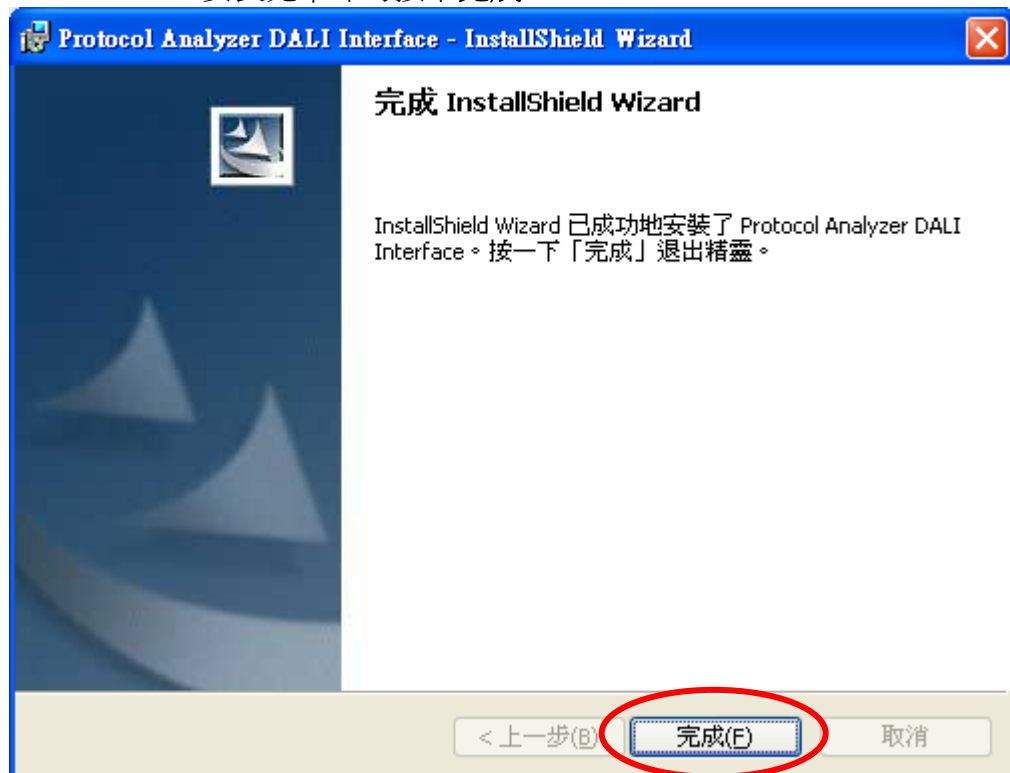 Protocol Analyzer DALI Interface - InstallShield Wizard
完成 InstallShield Wizard
InstallShield Wizard 已成功地安裝了 Protocol Analyzer DALI
Interface。按一下「完成」退出精靈。
< 上一步(B)
完成(F)
取消